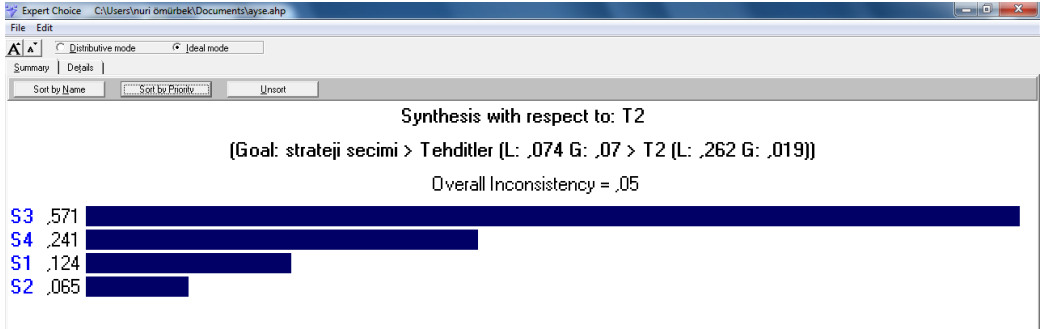 Expert Choice C:\Users\nuri ömürbek\Documents\ayse.ahp
File Edit
A A Distributive mode Ideal mode
Summary Details
Sort by Name Sort by Priority Unsort
Synthesis with respect to: T2
(Goal: strateji secimi > Tehditler (L: ,074 G: ,07 > T2 (L: ,262 G: ,019))
Overall Inconsistency = ,05
S3 ,571
S4 ,241
S1 ,124
S2 ,065